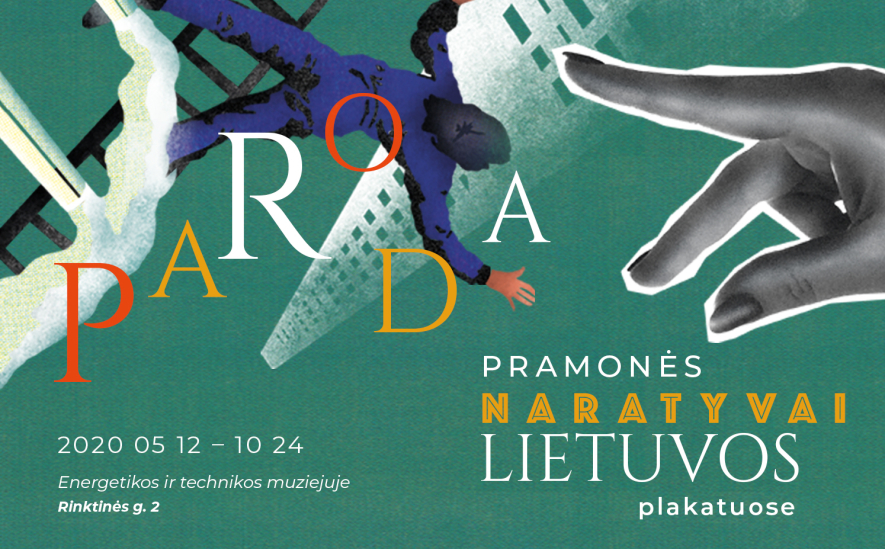 PARODA
PRAMONĖS
NARATYVAI
LIETUVOS
plakatuose
2020 05 12 – 10 24
Energetikos ir technikos muziejuje
Rinktinės g. 2